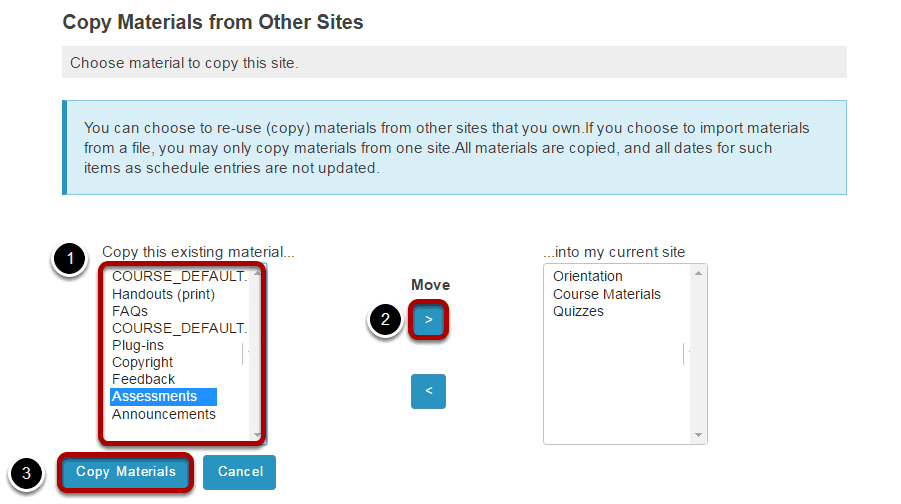 Copy Materials from Other Sites
Choose material to copy this site.
You can choose to re-use (copy) materials from other sites that you own.If you choose to import materials
from a file, you may only copy materials from one site.All materials are copied, and all dates for such
items as schedule entries are not updated.
1
Copy this existing material...
...into my current site
COURSE_DEFAULT.
Handouts (print)
FAQs
COURSE_DEFAULT.
Plug-ins
Copyright
Feedback
Assessments
Announcements
Move
2
>
<
Orientation
Course Materials
Quizzes
3
Copy Materials
Cancel